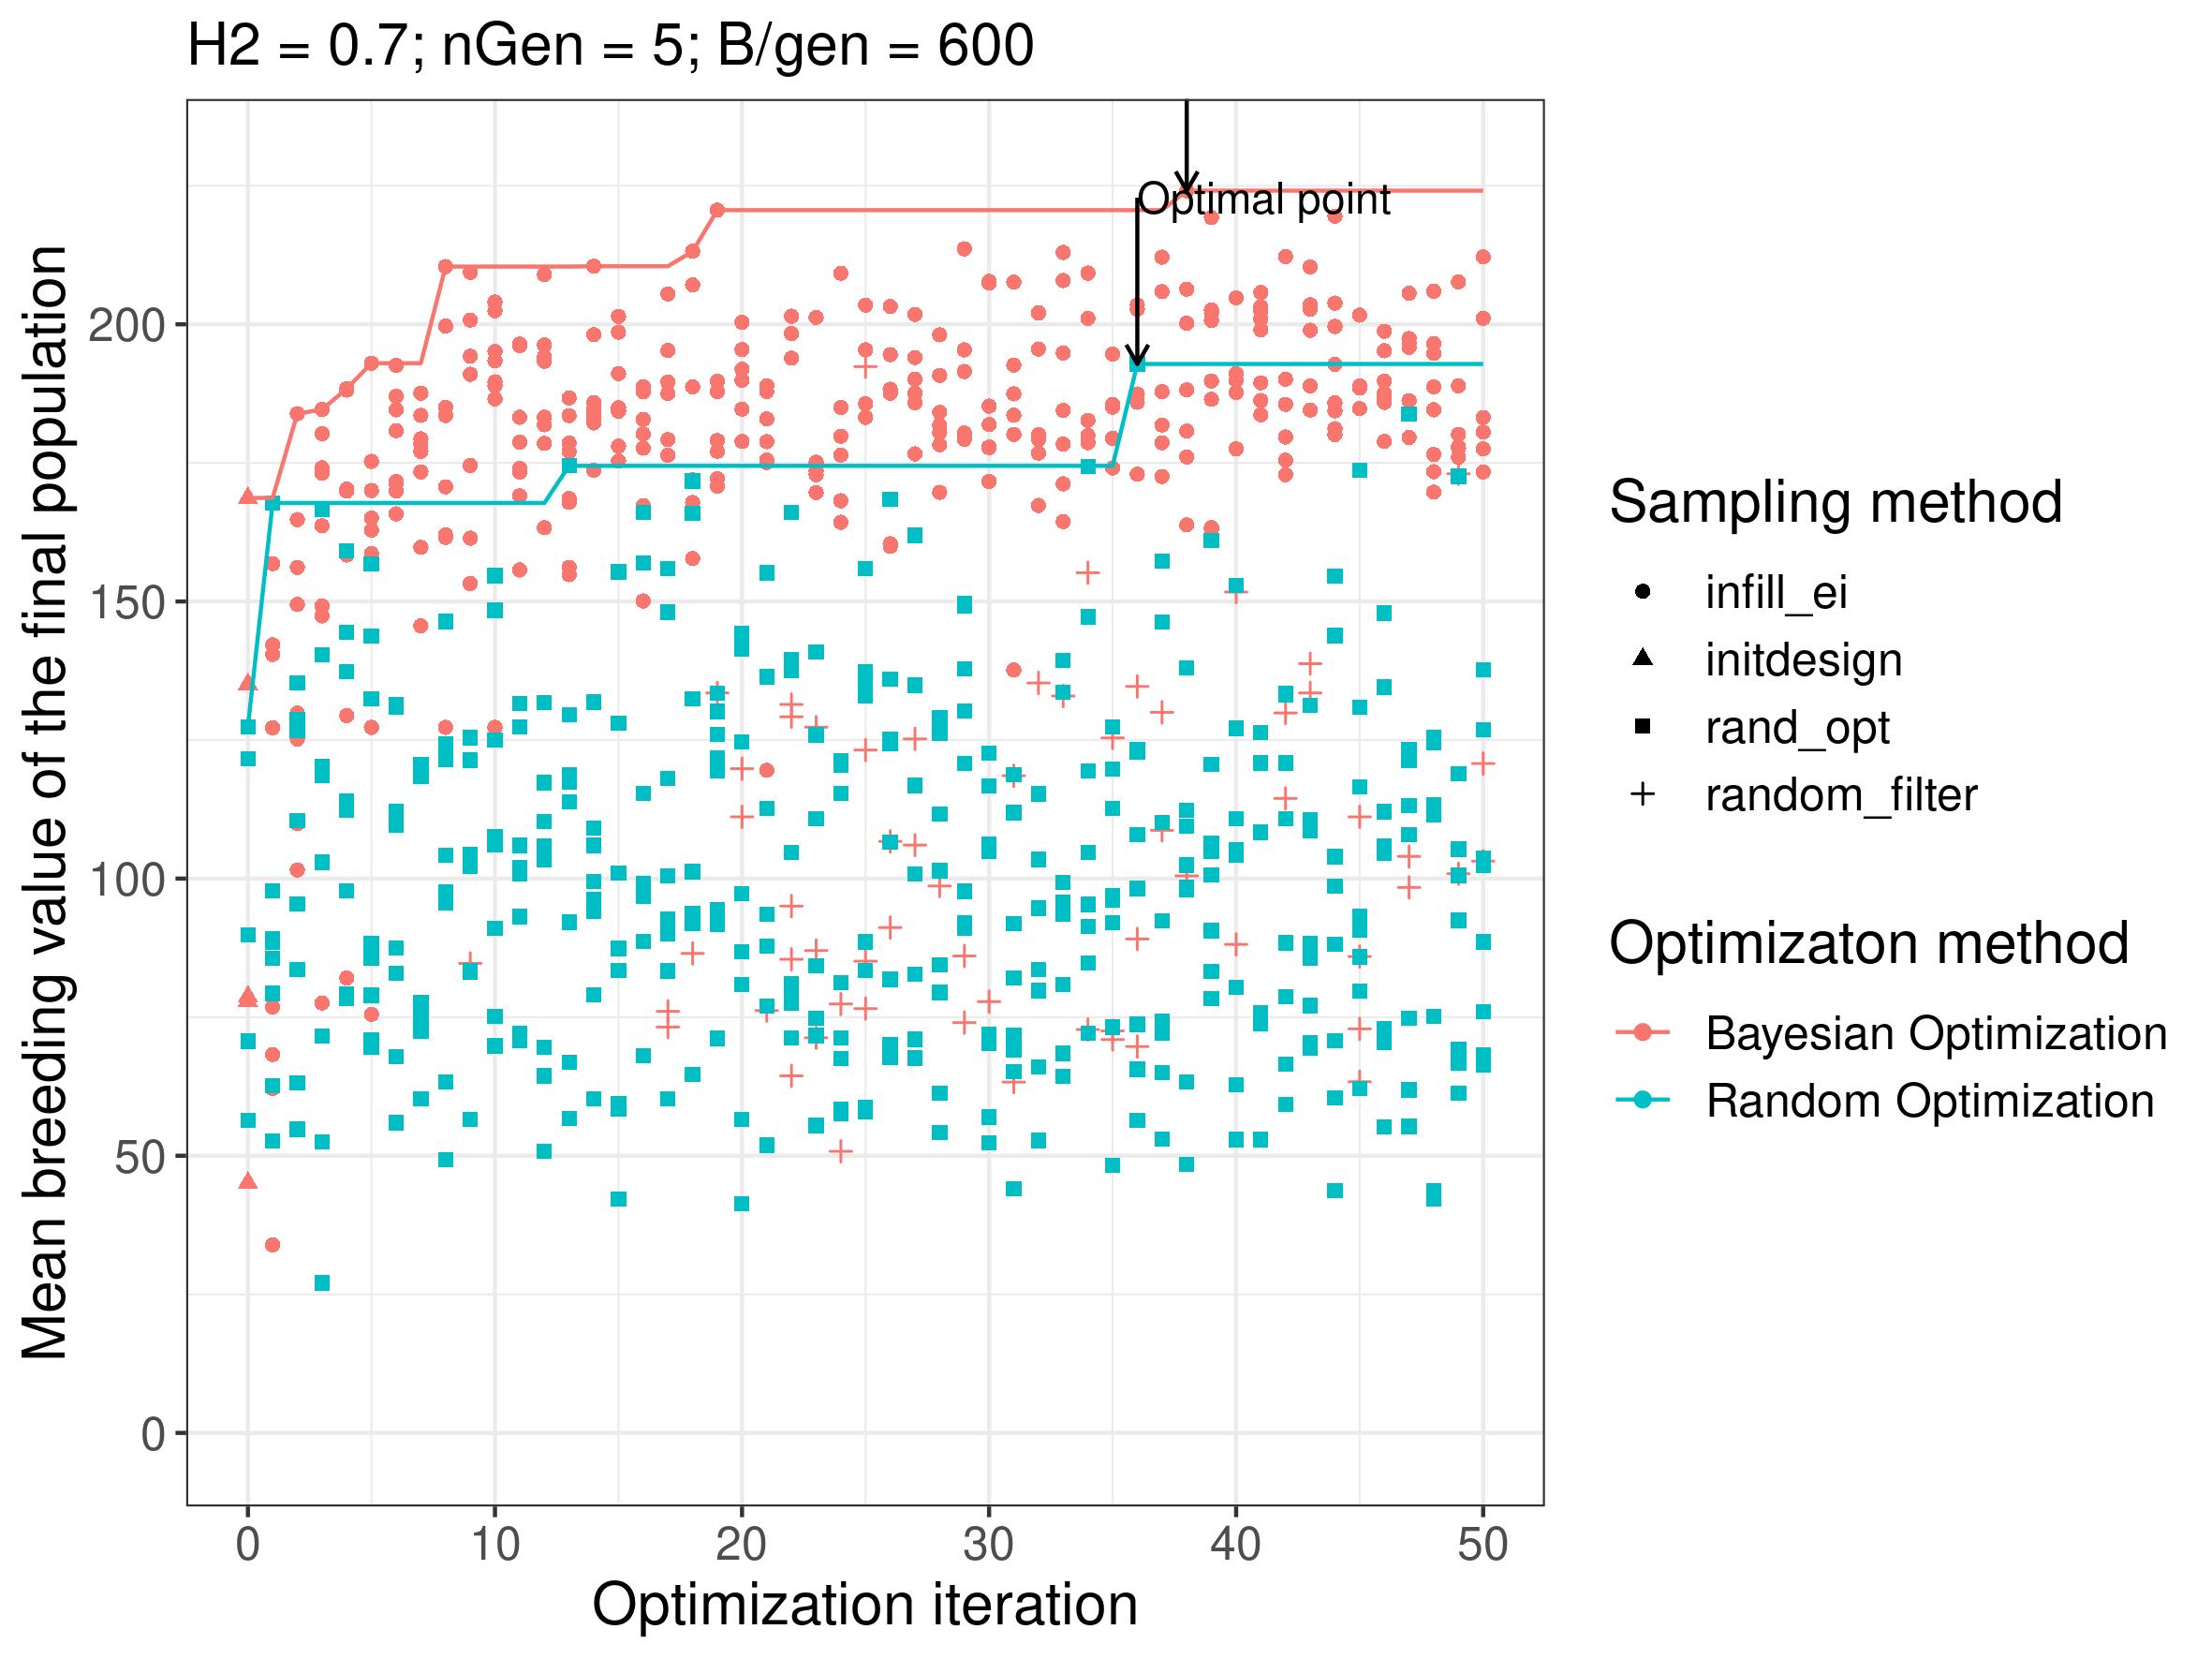 H2 = 0.7; nGen = 5; B/gen = 600
Optimal point
Mean breeding value of the final population
200
150
100
50
0
0 10 20 30 40 50
Optimization iteration
Sampling method
infill_ei
initdesign
rand_opt
random_filter
Optimizaton method
Bayesian Optimization
Random Optimization